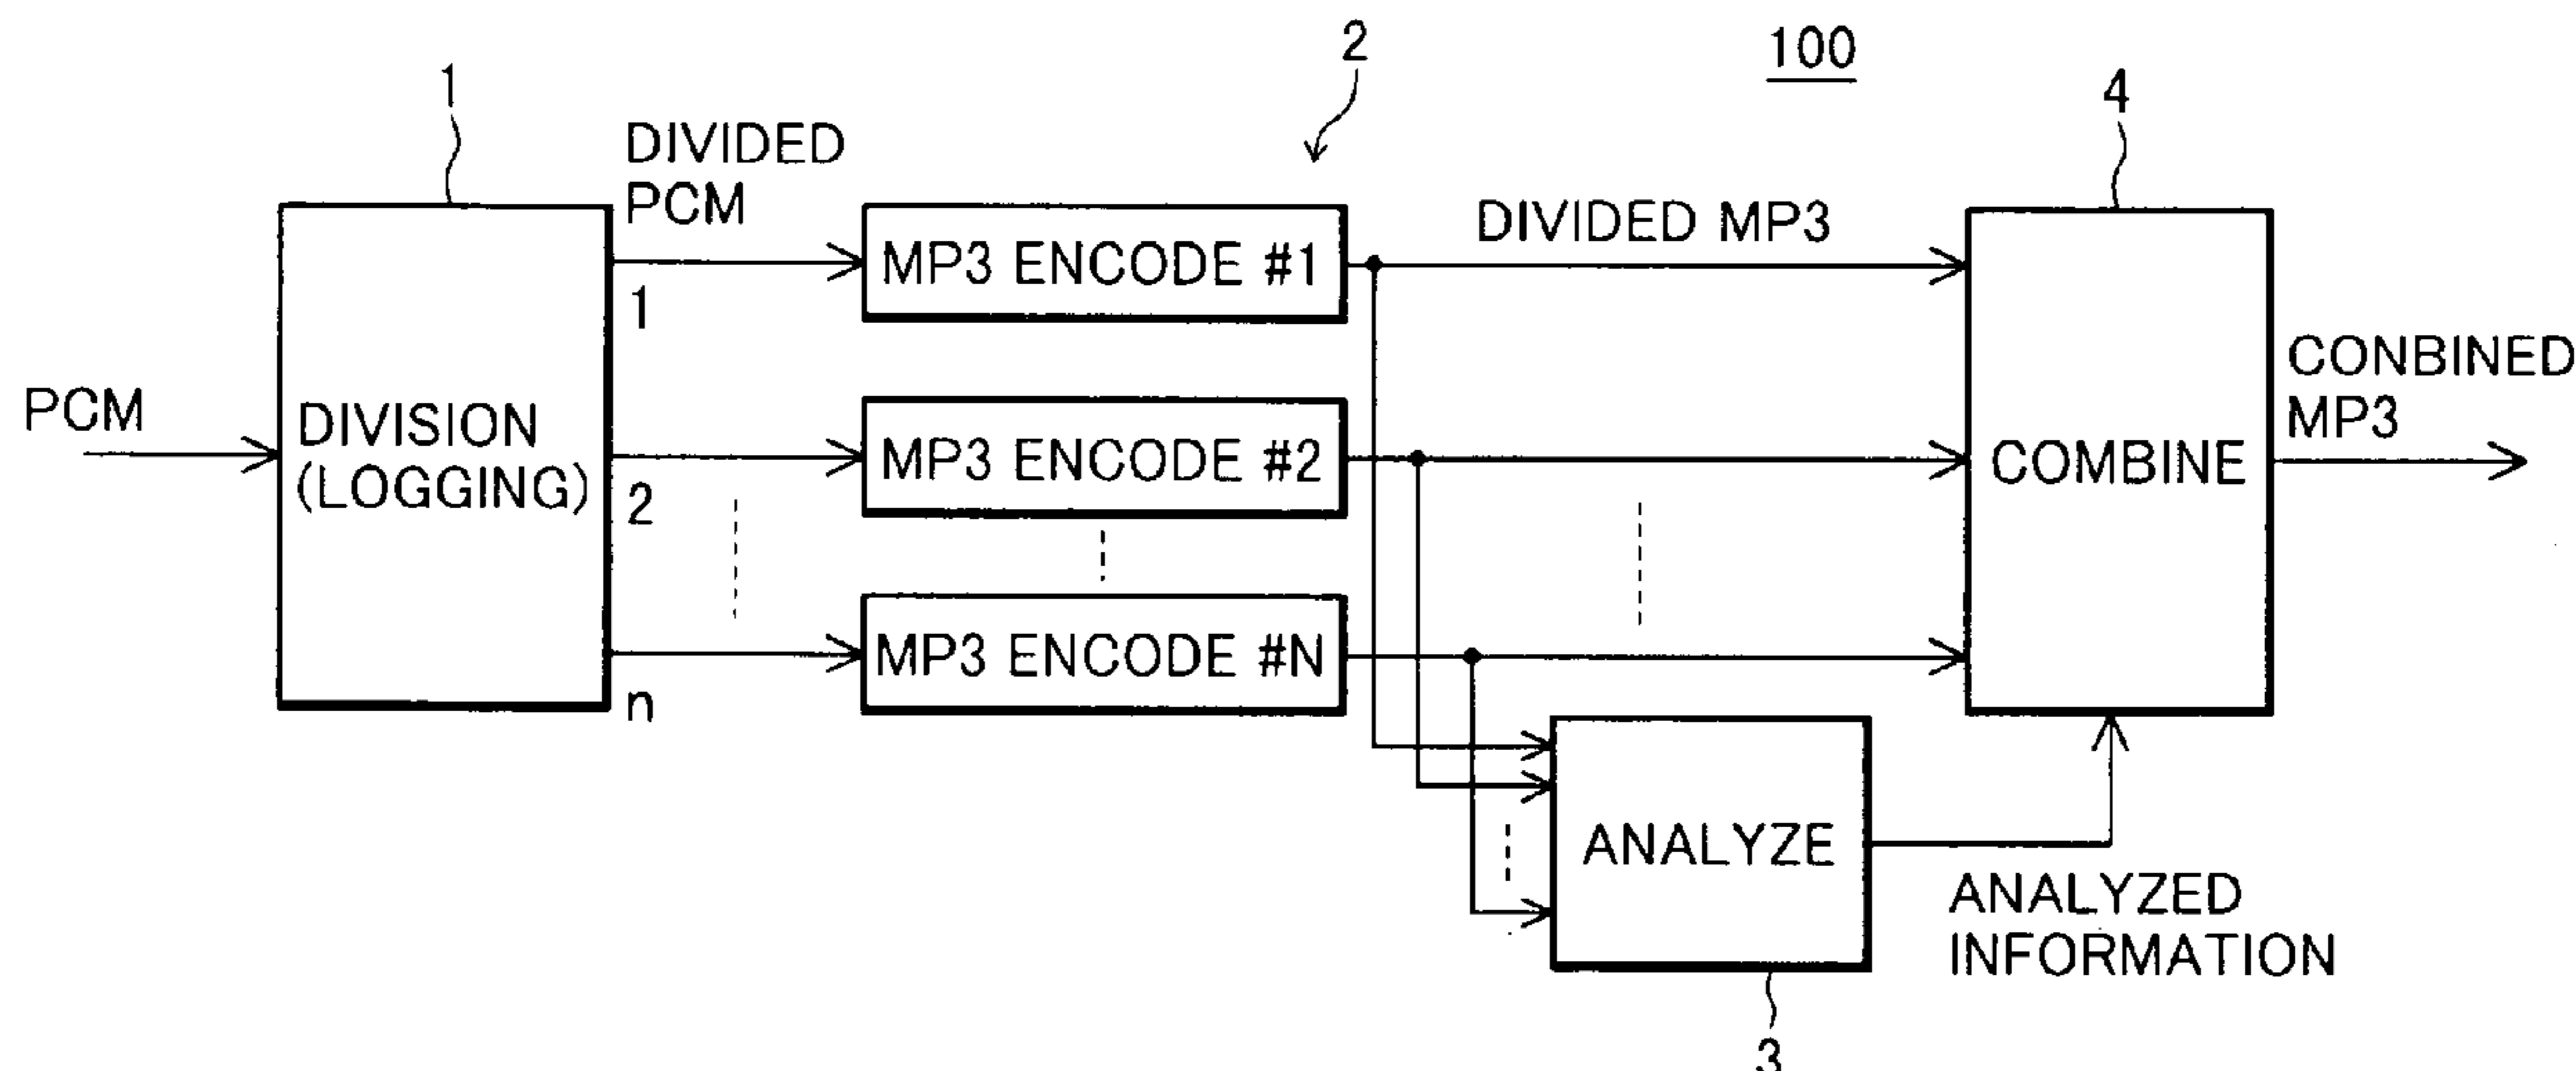 2
100
1
4
DIVIDED
PCM
DIVIDED MP3
MP3 ENCODE #1
1
CONBINED
MP3
PCM
DIVISION
(LOGGING)
MP3 ENCODE #2
COMBINE
2
MP3 ENCODE #N
n
ANALYZE
ANALYZED
INFORMATION
3